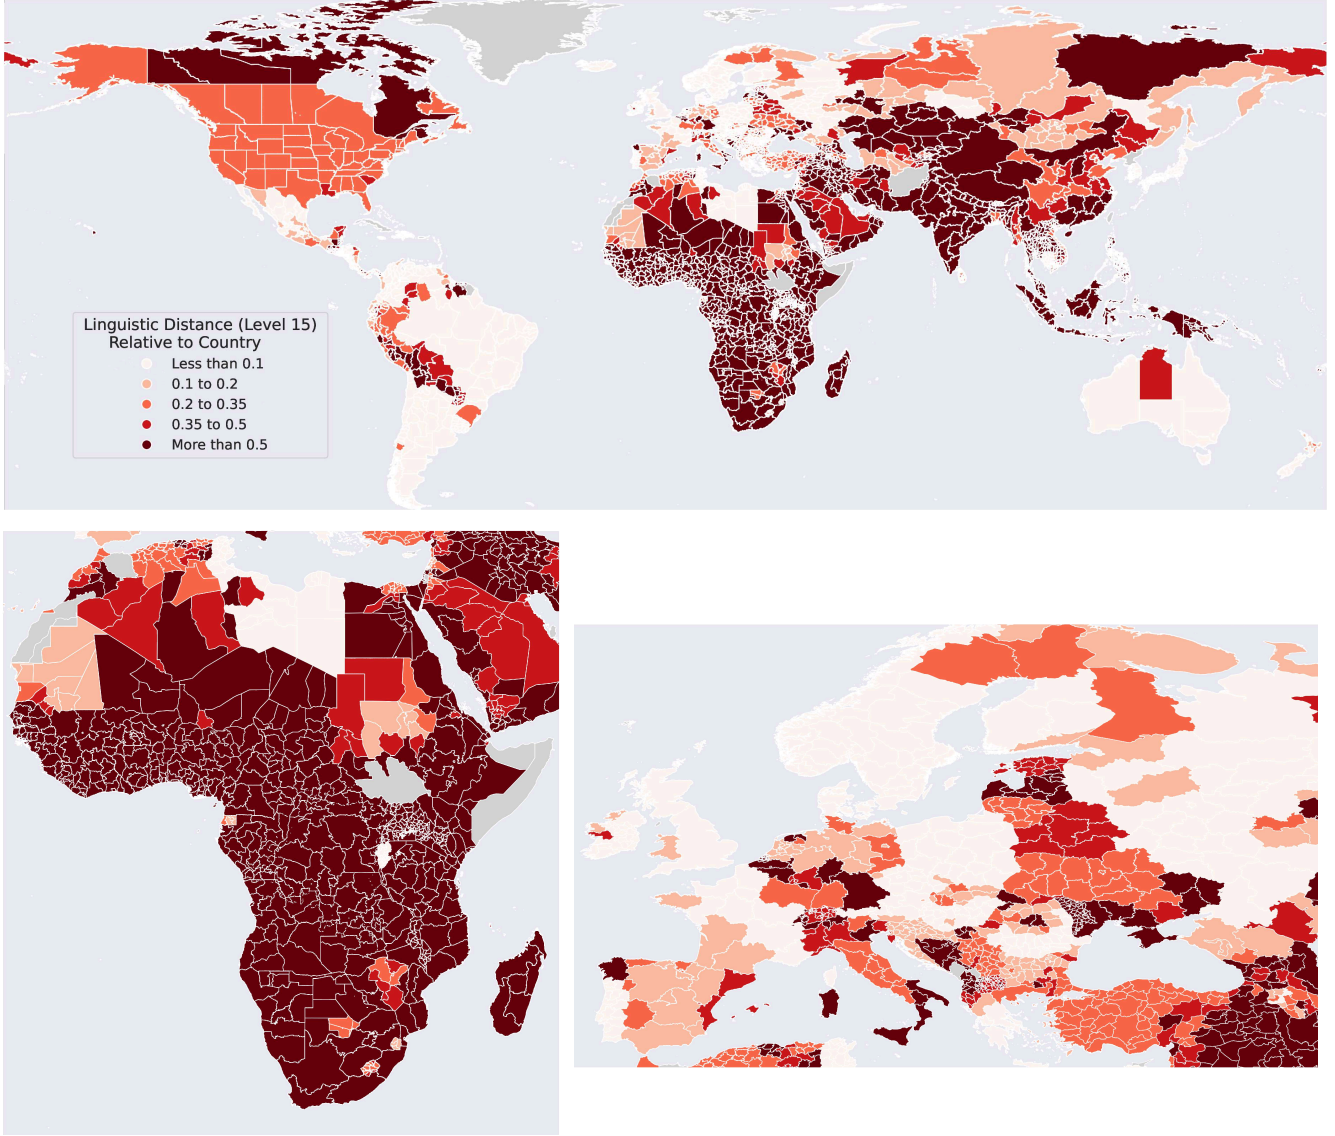 Linguistic Distance (Level 15)
Relative to Country
Less than 0.1
0.1 to 0.2
0.2 to 0.35
0.35 to 0.5
More than 0.5